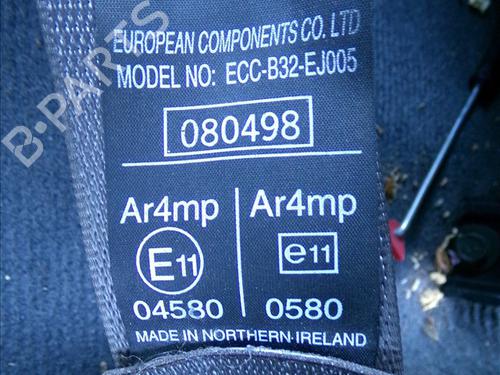 EUROPEAN COMPONENTS CO. LTD
MODEL NO: ECC-B32-EJ005
080498
Ar4mp Ar4mp
E11 e11
04580 0580
MADE IN NORTHERN-IRELAND
B-PARTS